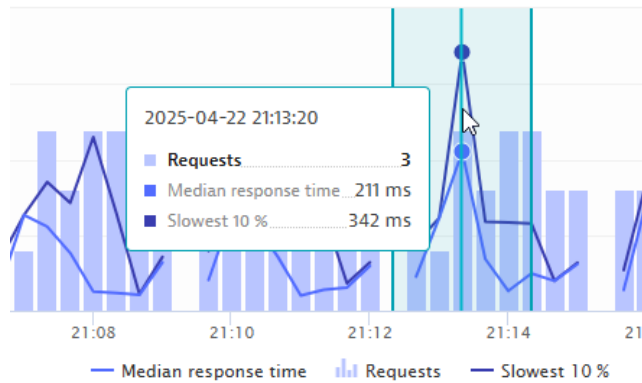 2025-04-22 21:13:20
Requests 3
Median response time 211 ms
Slowest 10 % 342 ms
21:08 21:10 21:12 21:14 21
Median response time Requests Slowest 10 %